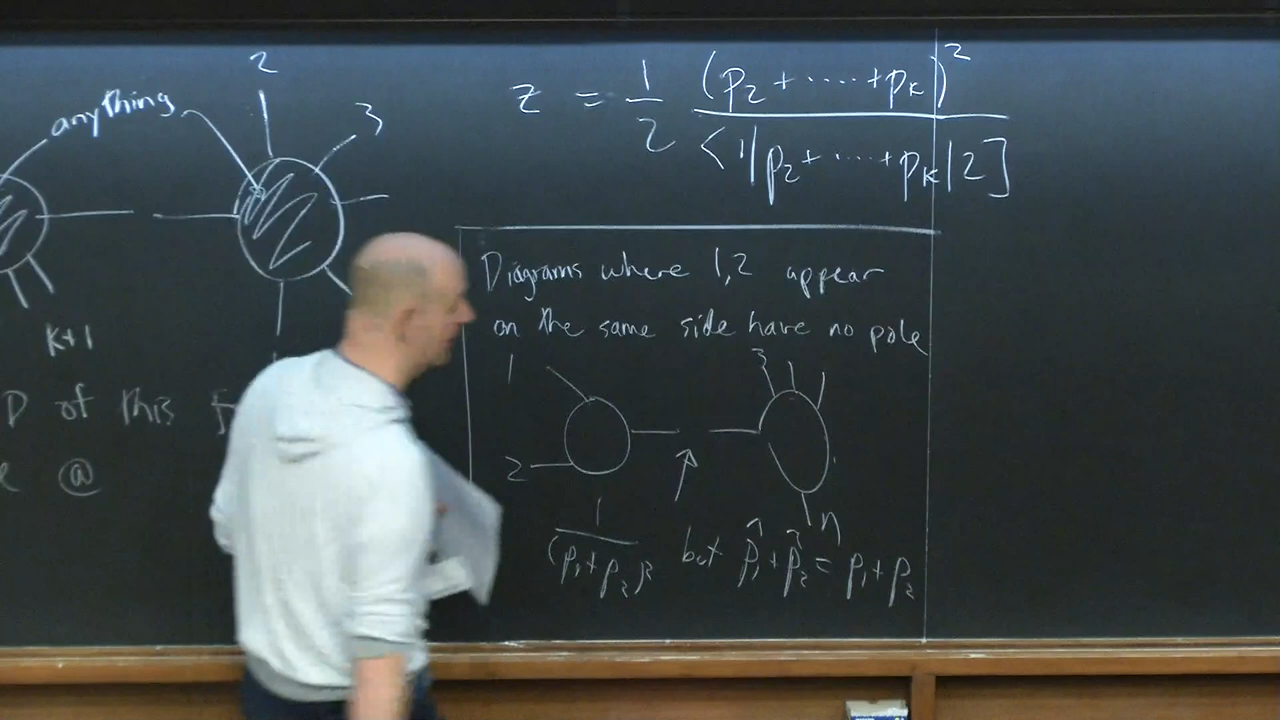 2
anything
3
z = 1/2 (p2 + ····· + pk)^2 / <1|p2 + ···· + pk|2]
k+1
D of this
@
Diagrams where 1,2 appear
on the same side have no pole
1
3
2
n
1/(p1+p2)^2 but p̂1 + p̂2 = p1 + p2